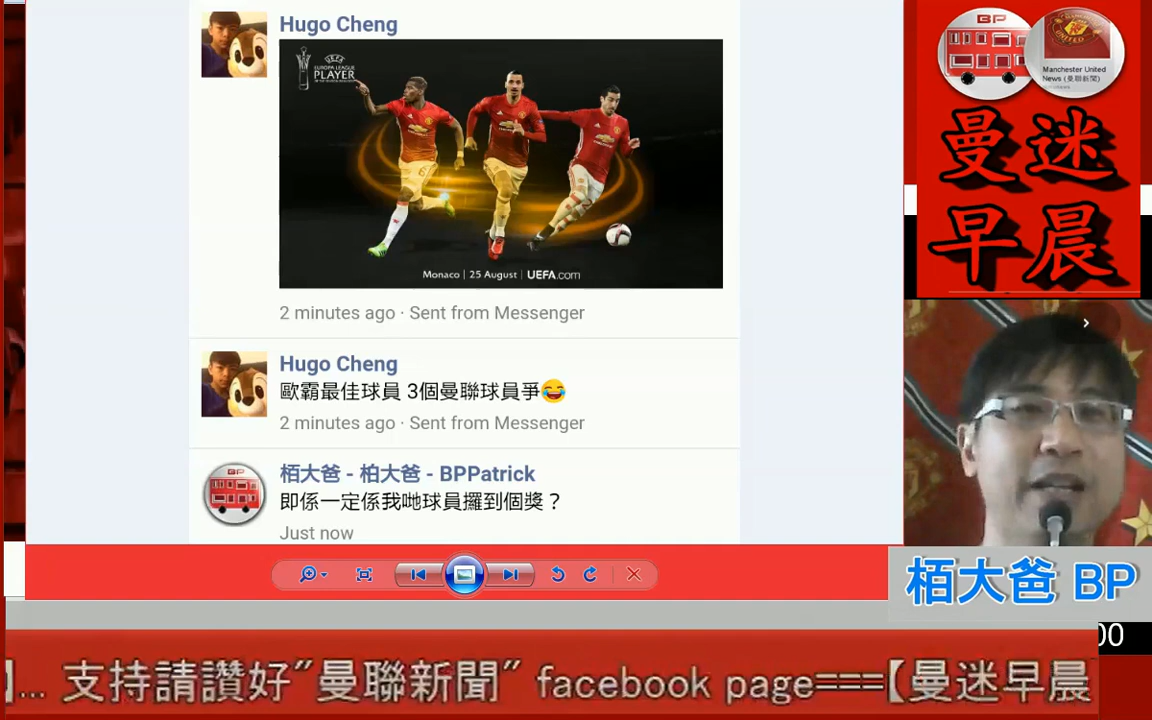 Hugo Cheng
UEFA
EUROPA LEAGUE
PLAYER
Monaco | 25 August | UEFA.com
2 minutes ago · Sent from Messenger
Hugo Cheng
歐霸最佳球員 3個曼聯球員爭😂
2 minutes ago · Sent from Messenger
栢大爸 - 柏大爸 - BPPatrick
即係一定係我哋球員攞到個獎？
Just now
BP
Manchester United
News (曼聯新聞)
曼迷
早晨
栢大爸 BP
00
]... 支持請讚好"曼聯新聞" facebook page===【曼迷早晨